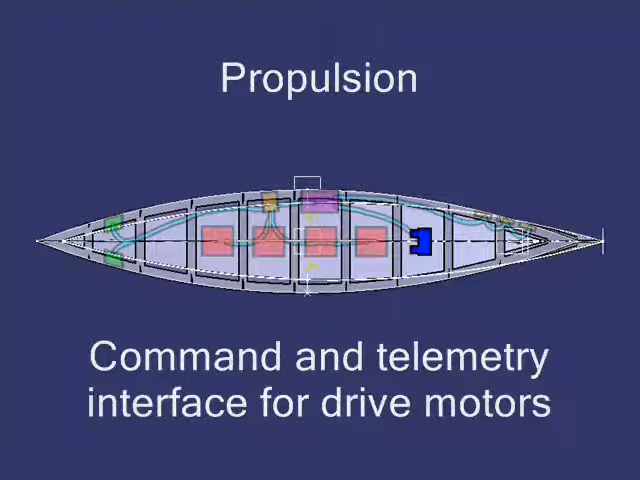 Propulsion
Command and telemetry
interface for drive motors